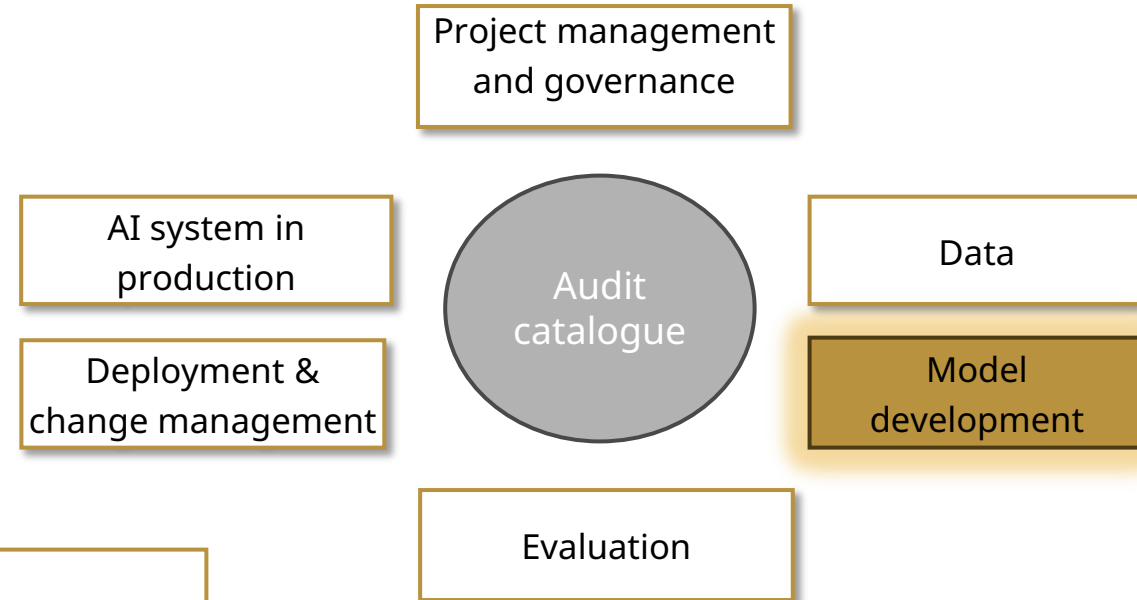 Project management
and governance
AI system in
production
Audit
catalogue
Data
Deployment &
change management
Model
development
Evaluation